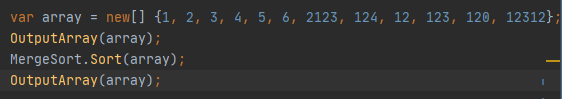 var array = new[] {1, 2, 3, 4, 5, 6, 2123, 124, 12, 123, 120, 12312};
OutputArray(array);
MergeSort.Sort(array);
OutputArray(array);